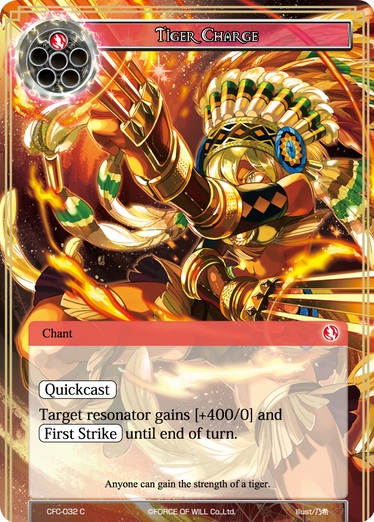 Tiger Charge
Chant
Quickcast
Target resonator gains [+400/0] and
First Strike until end of turn.
Anyone can gain the strength of a tiger.
CFC-032 C ©FORCE OF WILL Co.,Ltd. Illust/乃希